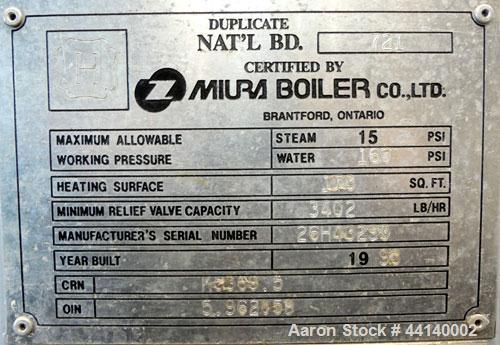 H
DUPLICATE
NAT'L BD. 721
CERTIFIED BY
MIURA BOILER CO.,LTD.
BRANTFORD, ONTARIO
MAXIMUM ALLOWABLE WORKING PRESSURE
STEAM 15 PSI
WATER 160 PSI
HEATING SURFACE SQ. FT.
MINIMUM RELIEF VALVE CAPACITY 3402 LB/HR
MANUFACTURER'S SERIAL NUMBER
YEAR BUILT 19
CRN
OIN
Aaron Stock # 44140002